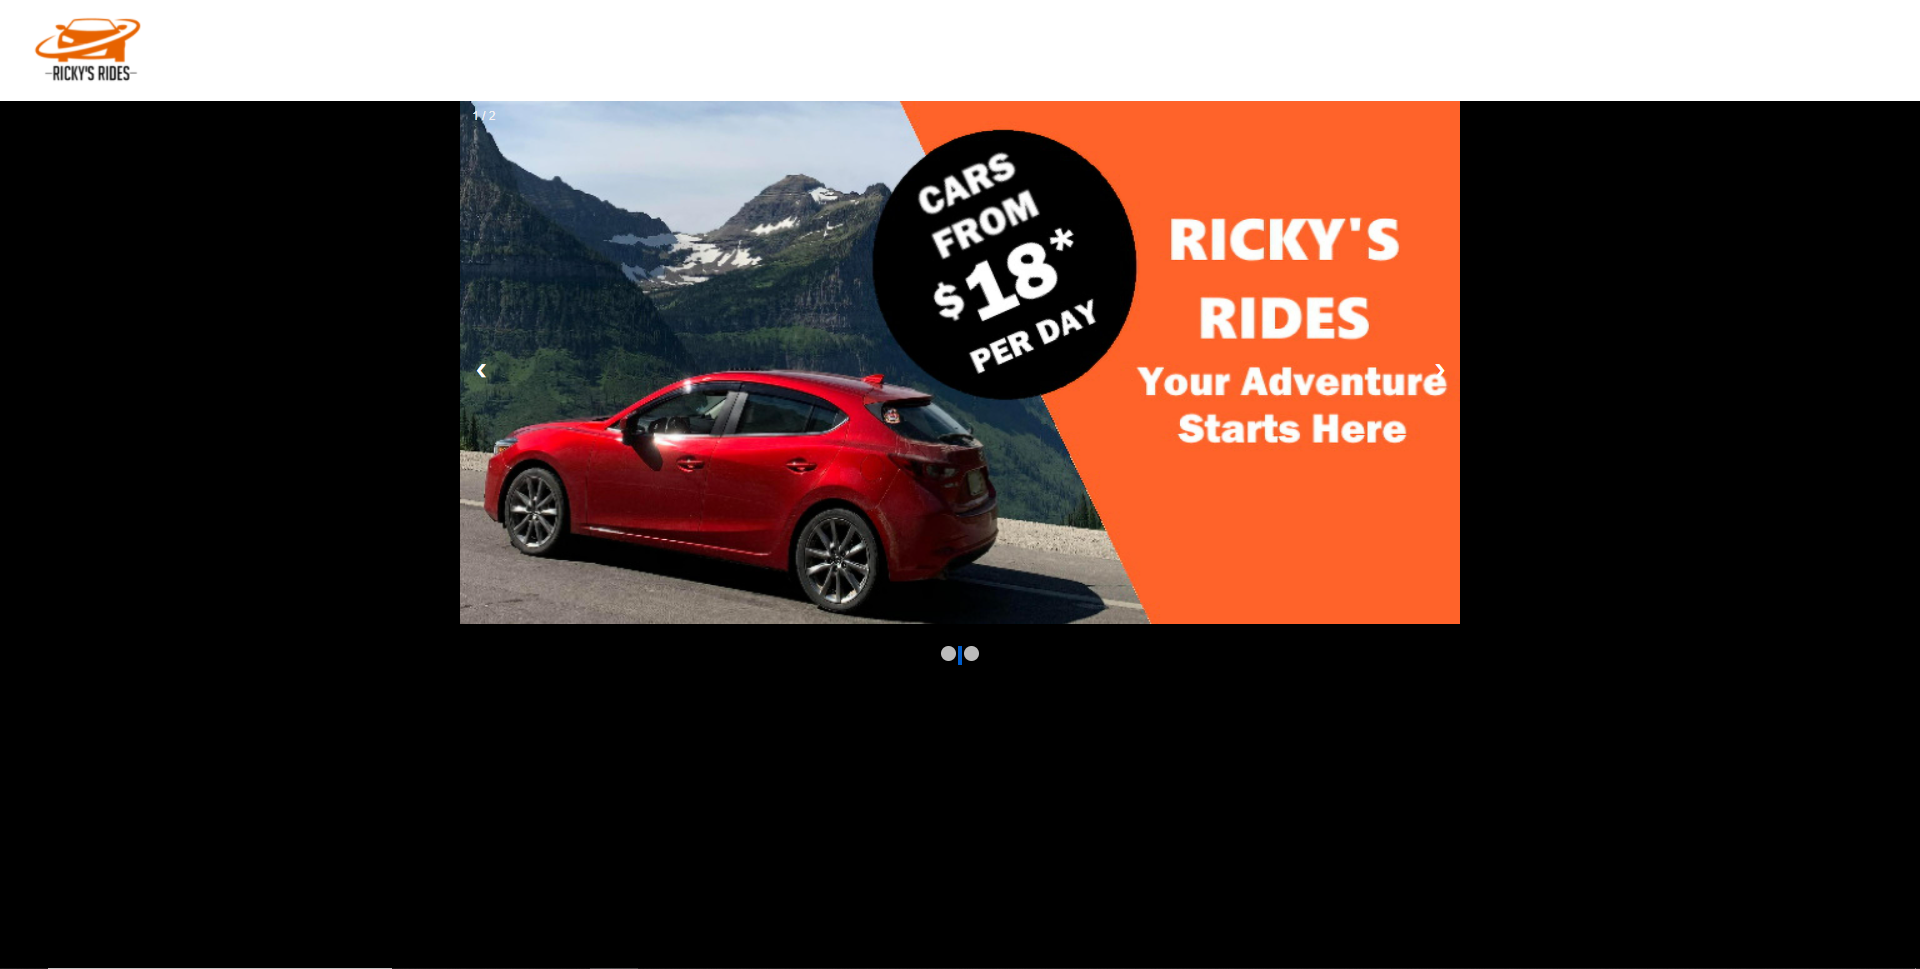 -RICKY'S RIDES-
1 / 2
CARS
FROM
$18*
PER DAY
RICKY'S
RIDES
Your Adventure
Starts Here